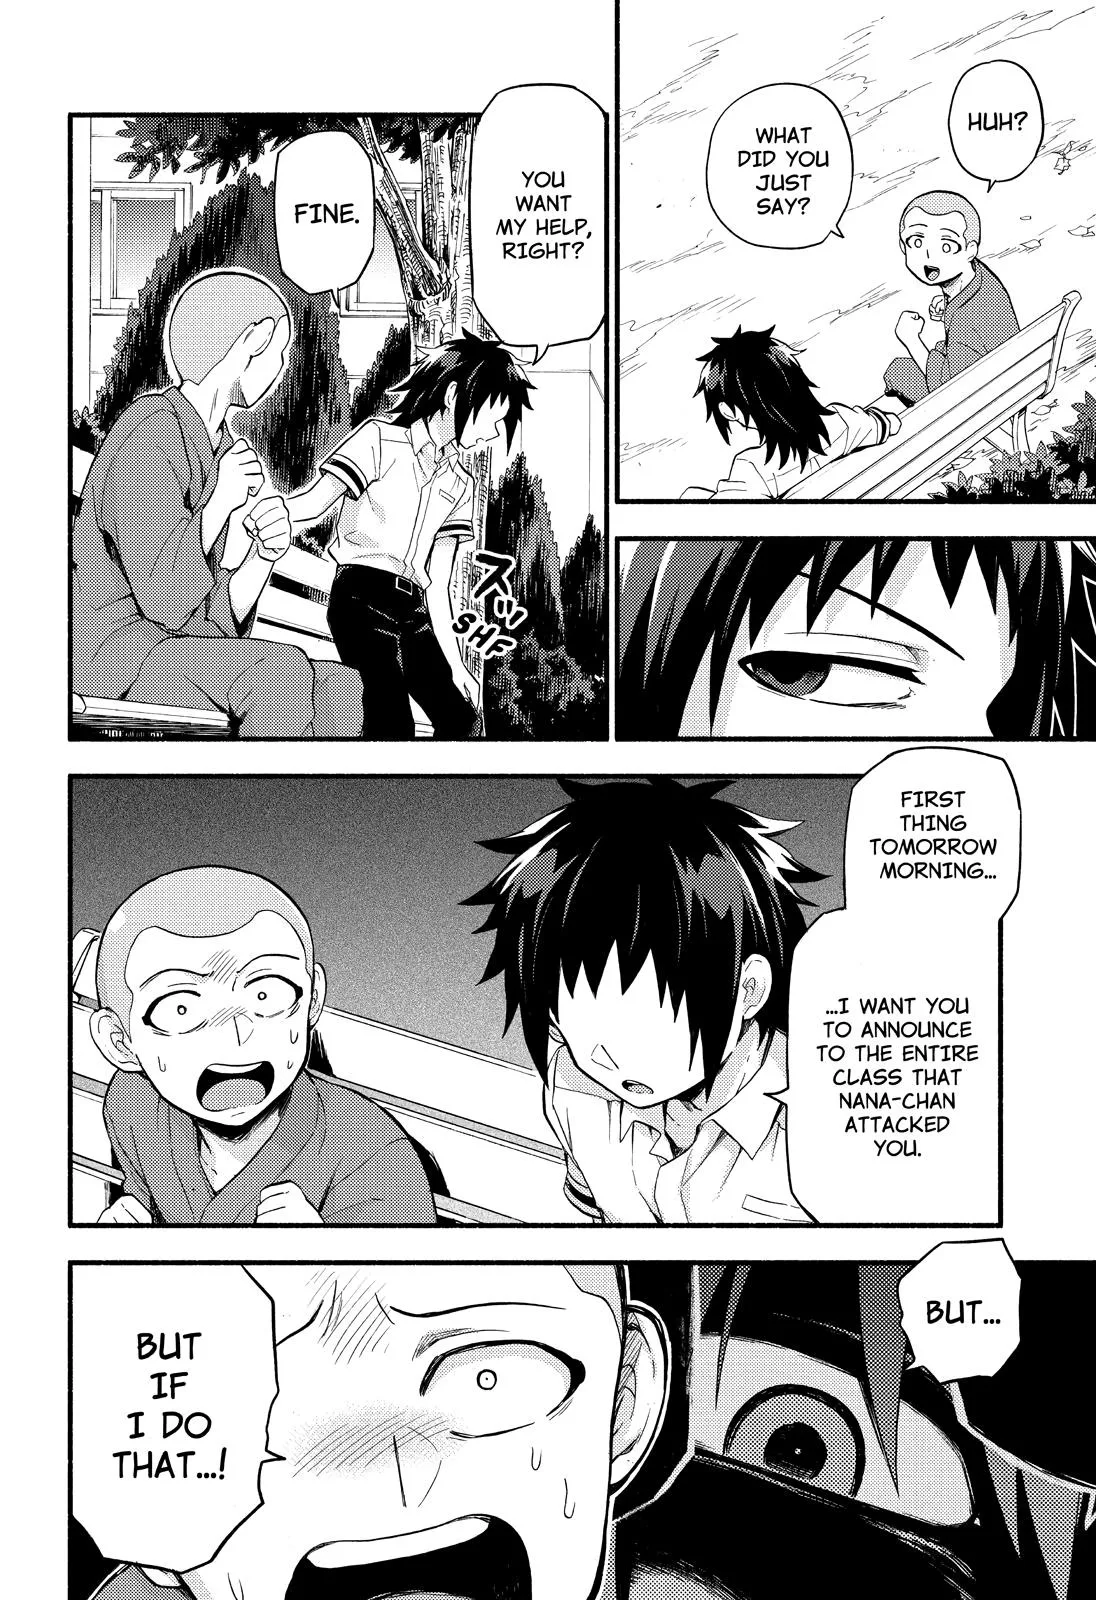 HUH?
WHAT
DID YOU
JUST
SAY?
YOU
WANT
MY HELP,
RIGHT?
FINE.
ズッ
SHF
FIRST
THING
TOMORROW
MORNING...
...I WANT YOU
TO ANNOUNCE
TO THE ENTIRE
CLASS THAT
NANA-CHAN
ATTACKED
YOU.
BUT...
BUT
IF
I DO
THAT...!